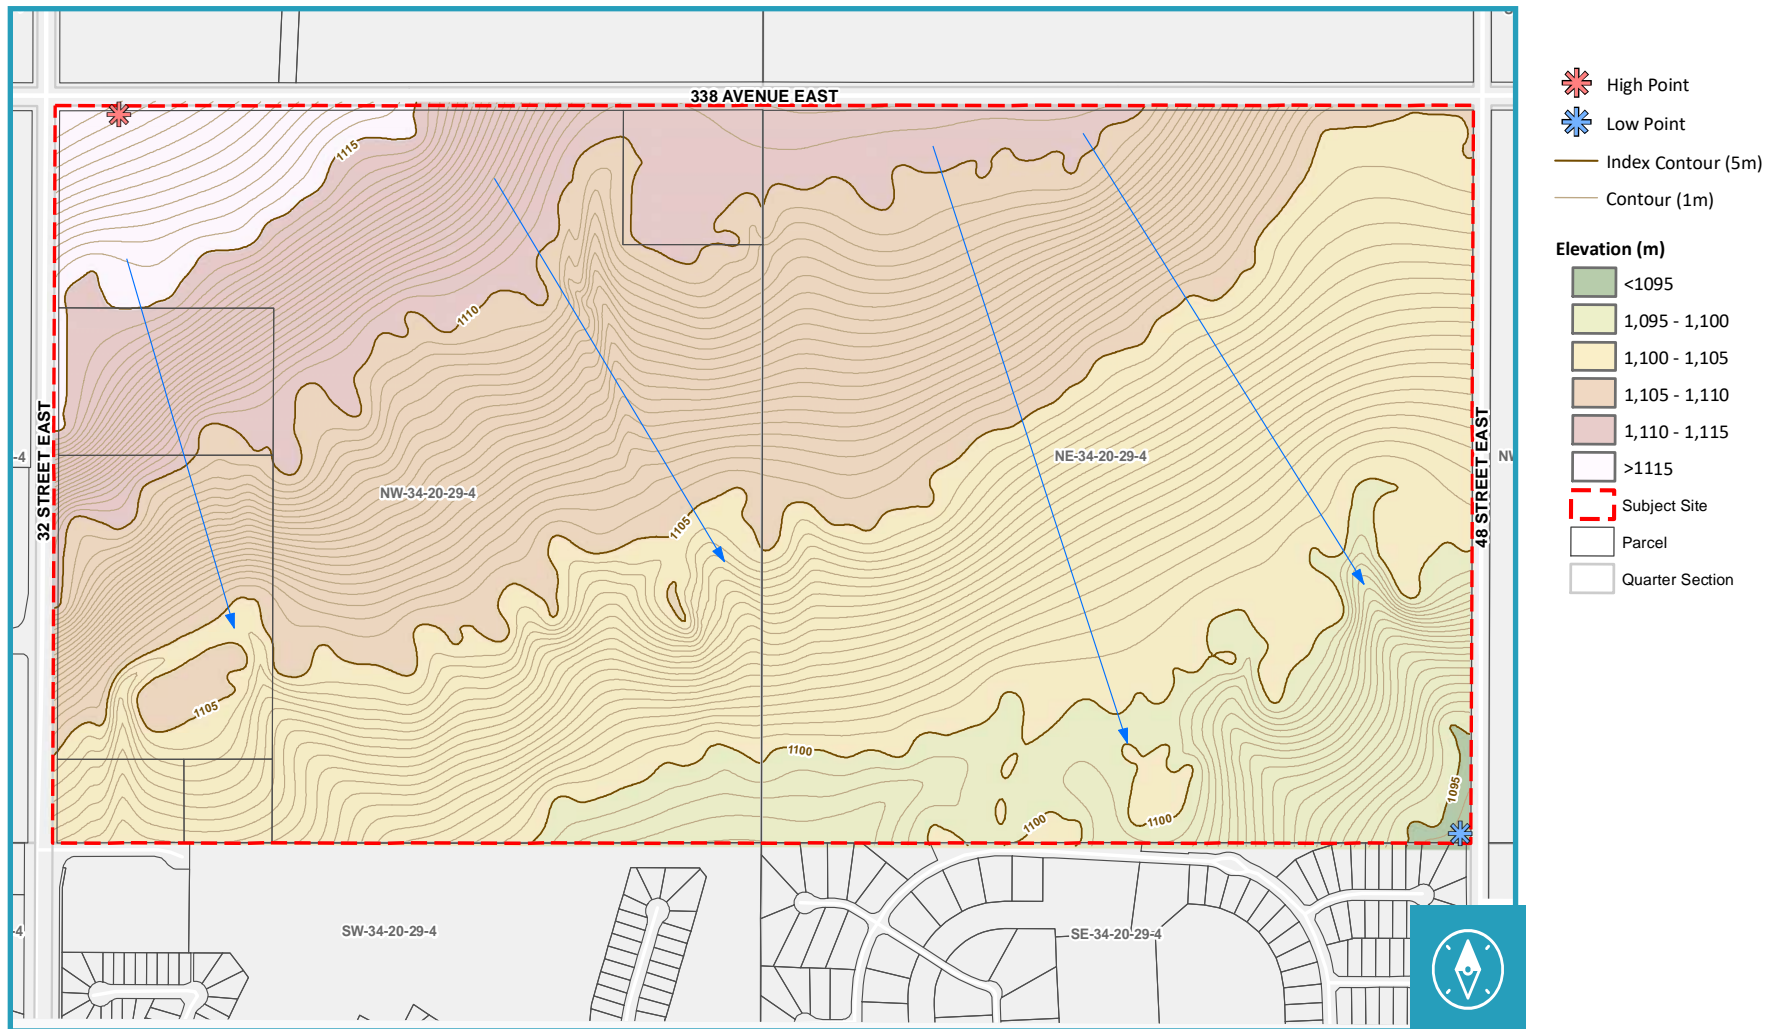 338 AVENUE EAST
High Point
Low Point
Index Contour (5m)
Contour (1m)
Elevation (m)
<1095
1,095 - 1,100
1,100 - 1,105
1,105 - 1,110
1,110 - 1,115
>1115
Subject Site
Parcel
Quarter Section
1115
1110
32 STREET EAST
48 STREET EAST
-4
NE-34-20-29-4
NW-34-20-29-4
1105
1105
1100
1095
1100
1100
SW-34-20-29-4
SE-34-20-29-4
-4